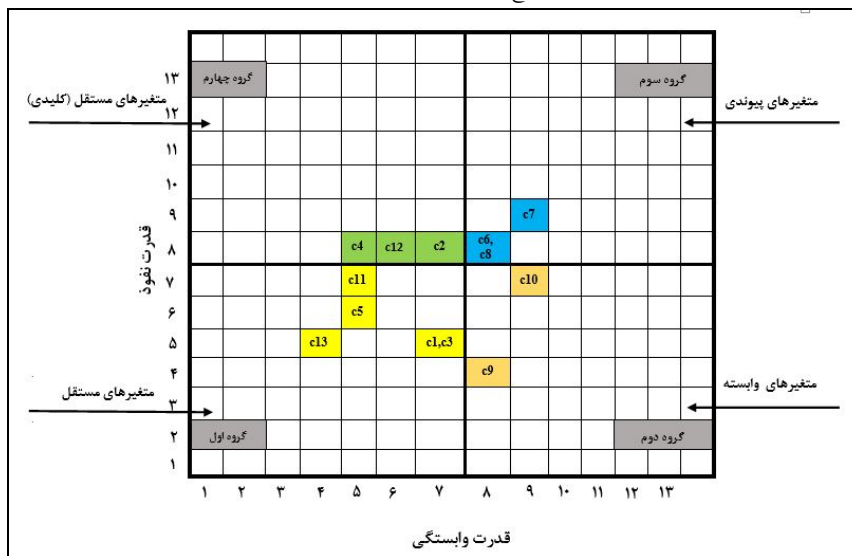 ۱۳ گروه چهارم گروه سوم
متغیرهای مستقل (کلیدی) ۱۲ متغیرهای پیوندی
۱۱
۱۰
۹ c7
۸ c4 c12 c2 c6,
c8
۷ c11 c10
۶ c5
۵ c13 c1,c3
۴ c9
متغیرهای وابسته
متغیرهای مستقل ۳
۲ گروه اول گروه دوم
۱
قدرت نفوذ
۱ ۲ ۳ ۴ ۵ ۶ ۷ ۸ ۹ ۱۰ ۱۱ ۱۲ ۱۳
قدرت وابستگی